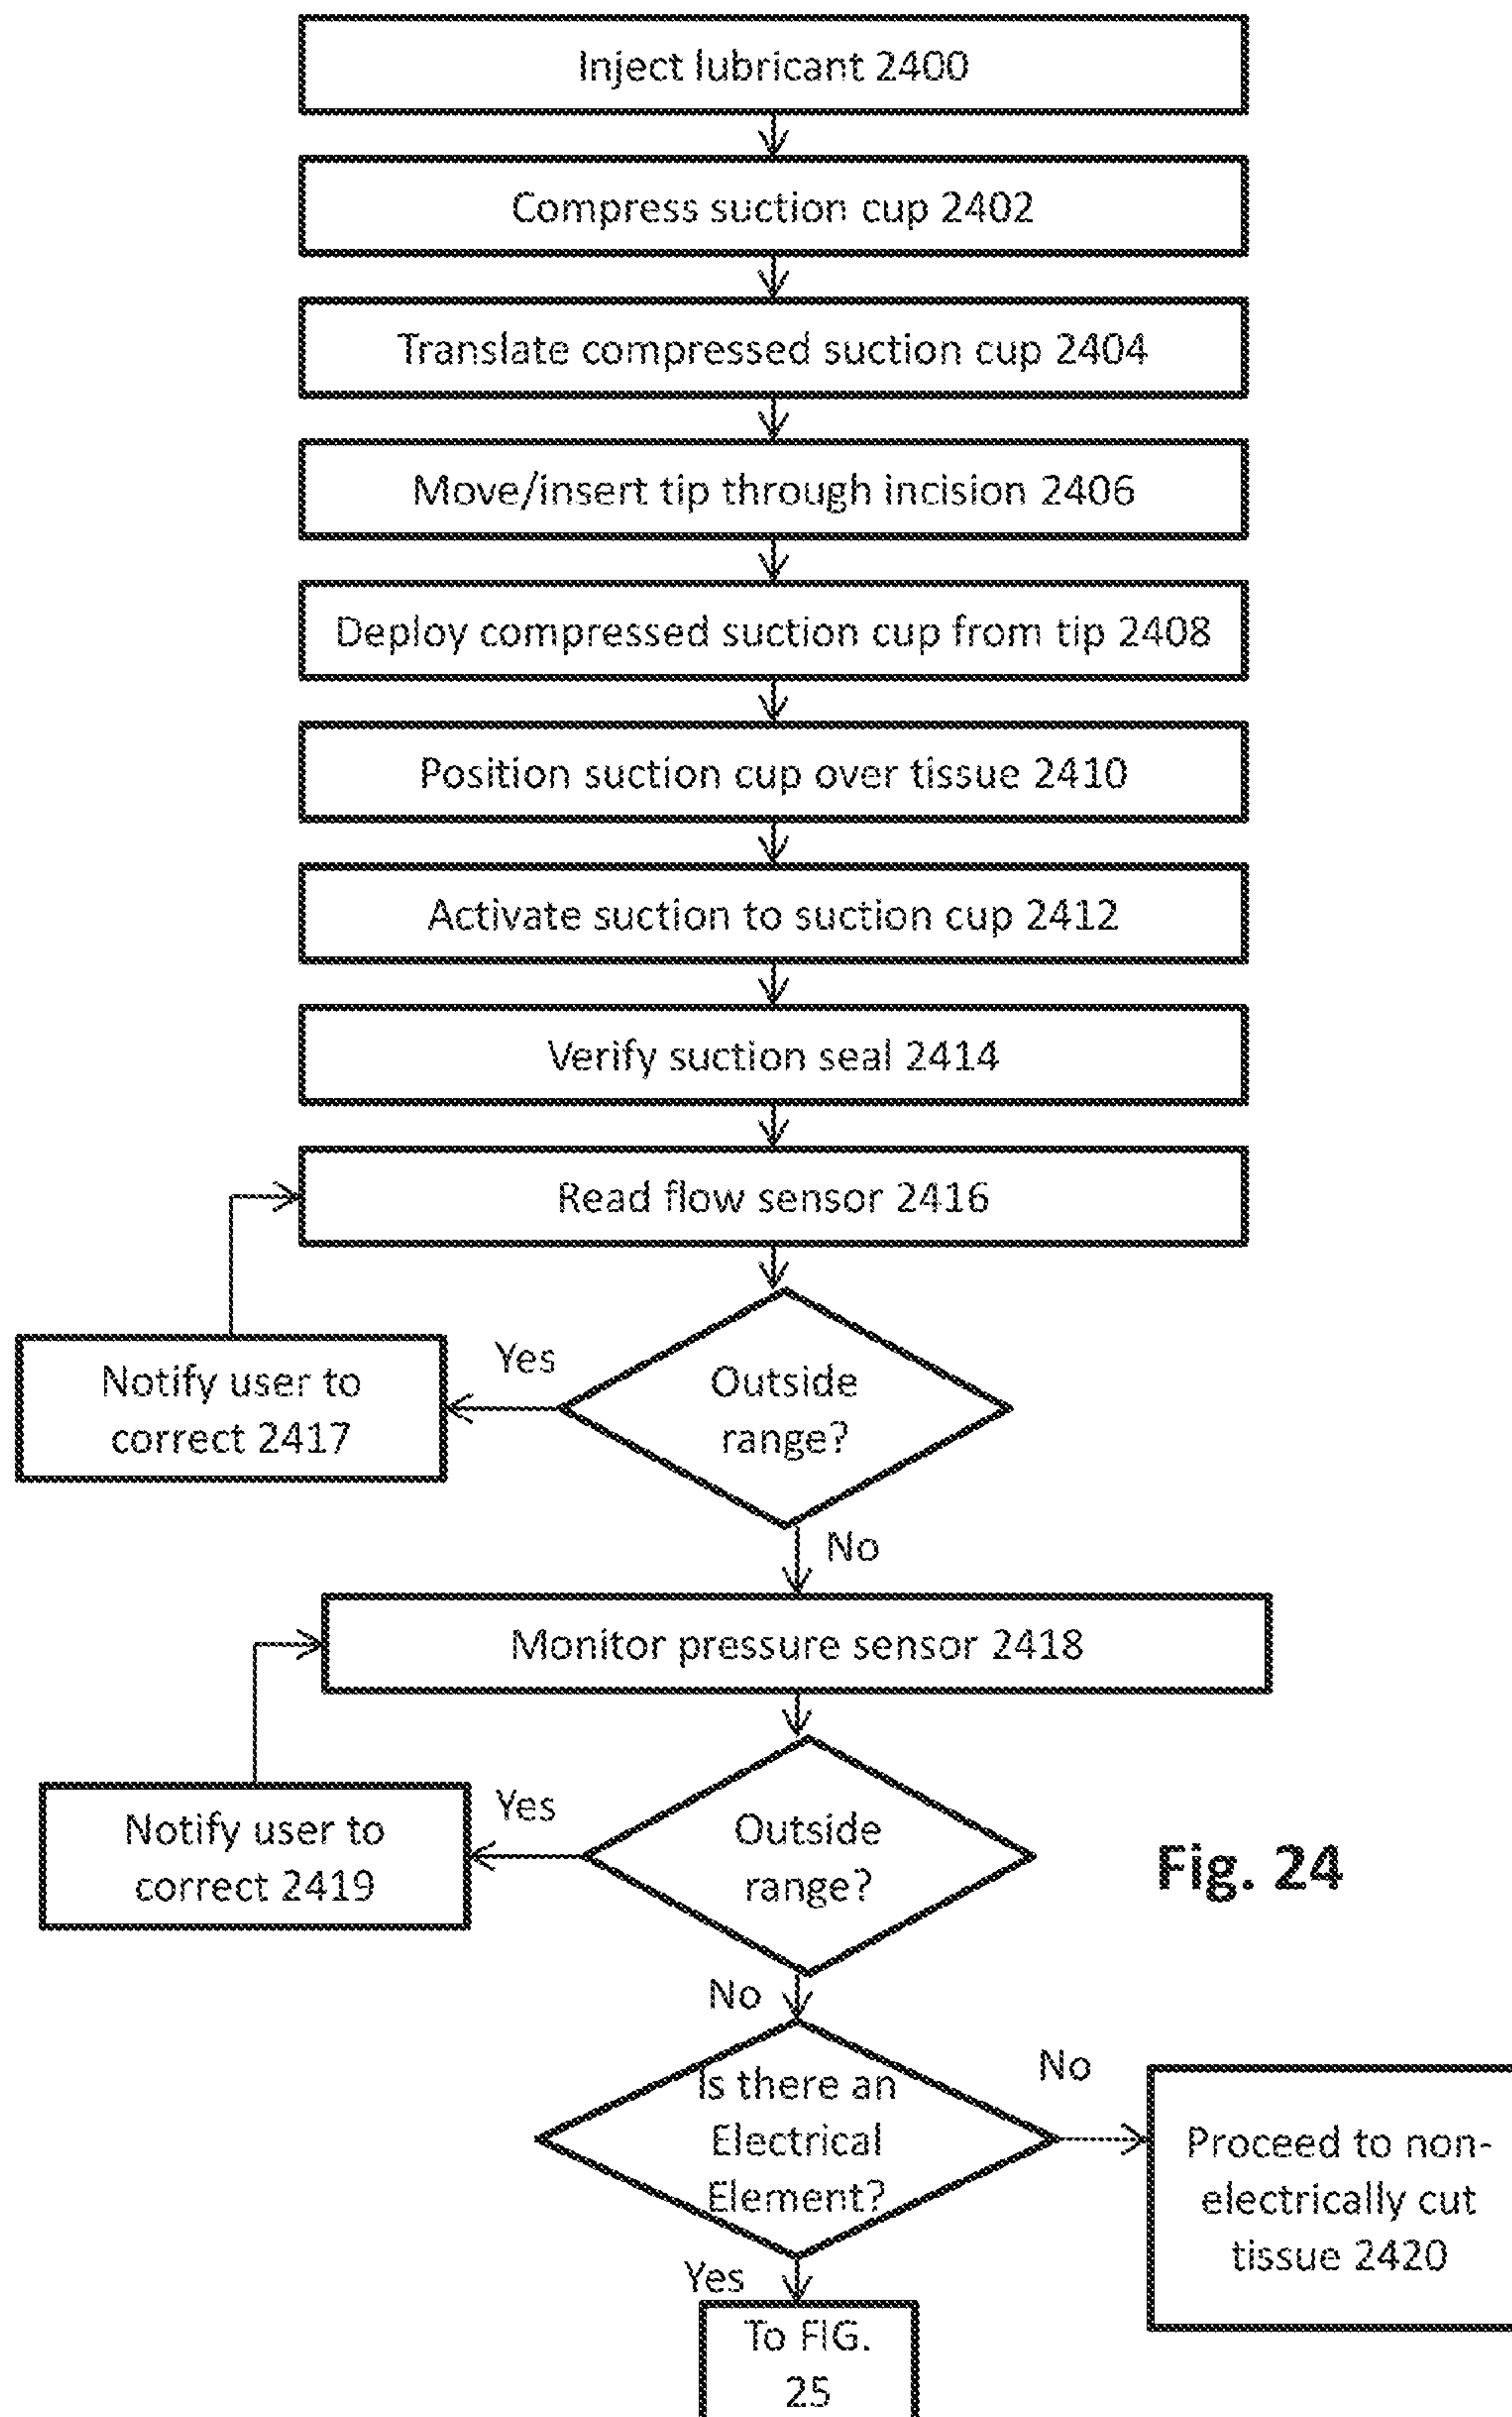 Inject lubricant 2400
Compress suction cup 2402
Translate compressed suction cup 2404
Move/insert tip through incision 2406
Deploy compressed suction cup from tip 2408
Position suction cup over tissue 2410
Activate suction to suction cup 2412
Verify suction seal 2414
Read flow sensor 2416
Yes
Notify user to
correct 2417
Outside
range?
No
Monitor pressure sensor 2418
Yes
Notify user to
correct 2419
Outside
range?
Fig. 24
No
Is there an
Electrical
Element?
No
Proceed to non-
electrically cut
tissue 2420
Yes
To FIG.
25